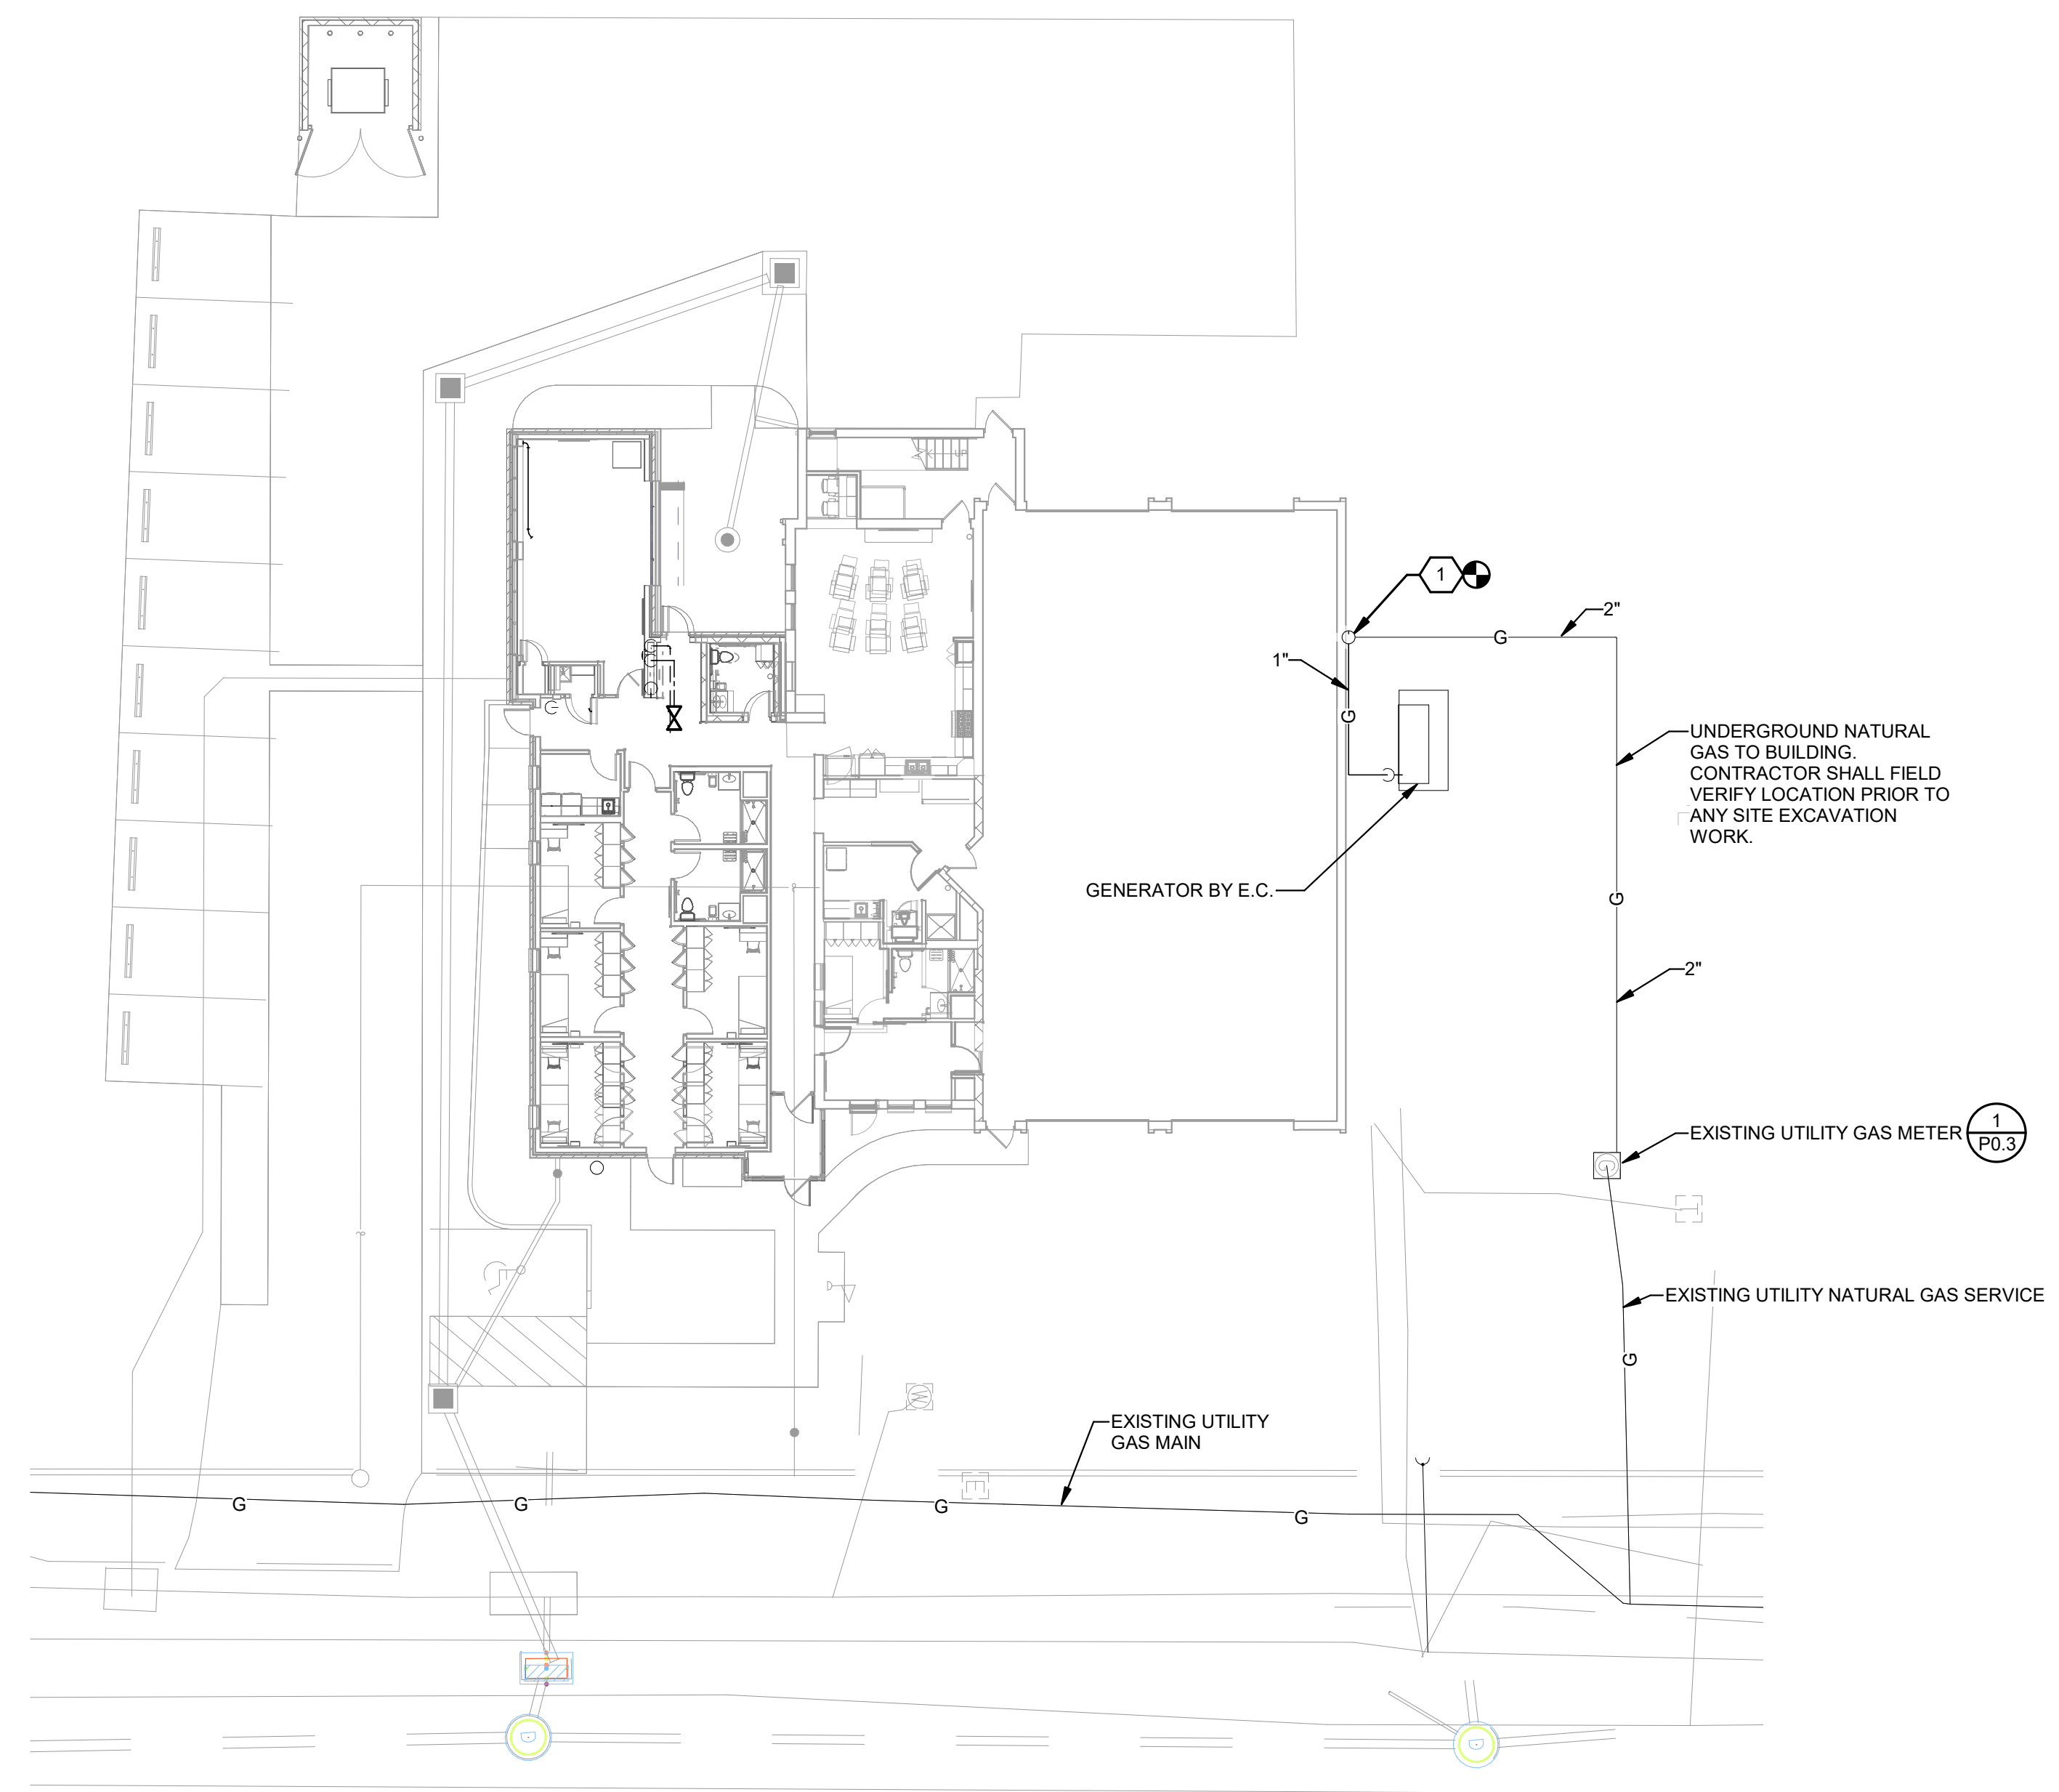 UP
1
2"
G
1"
G
UNDERGROUND NATURAL
GAS TO BUILDING.
CONTRACTOR SHALL FIELD
VERIFY LOCATION PRIOR TO
ANY SITE EXCAVATION
WORK.
GENERATOR BY E.C.
G
2"
EXISTING UTILITY GAS METER
1
P0.3
G
T
EXISTING UTILITY NATURAL GAS SERVICE
G
W
EXISTING UTILITY
GAS MAIN
E
G
G
G
G
D
D